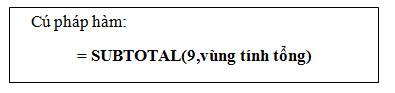 Cú pháp hàm:
= SUBTOTAL(9,vùng tính tổng)